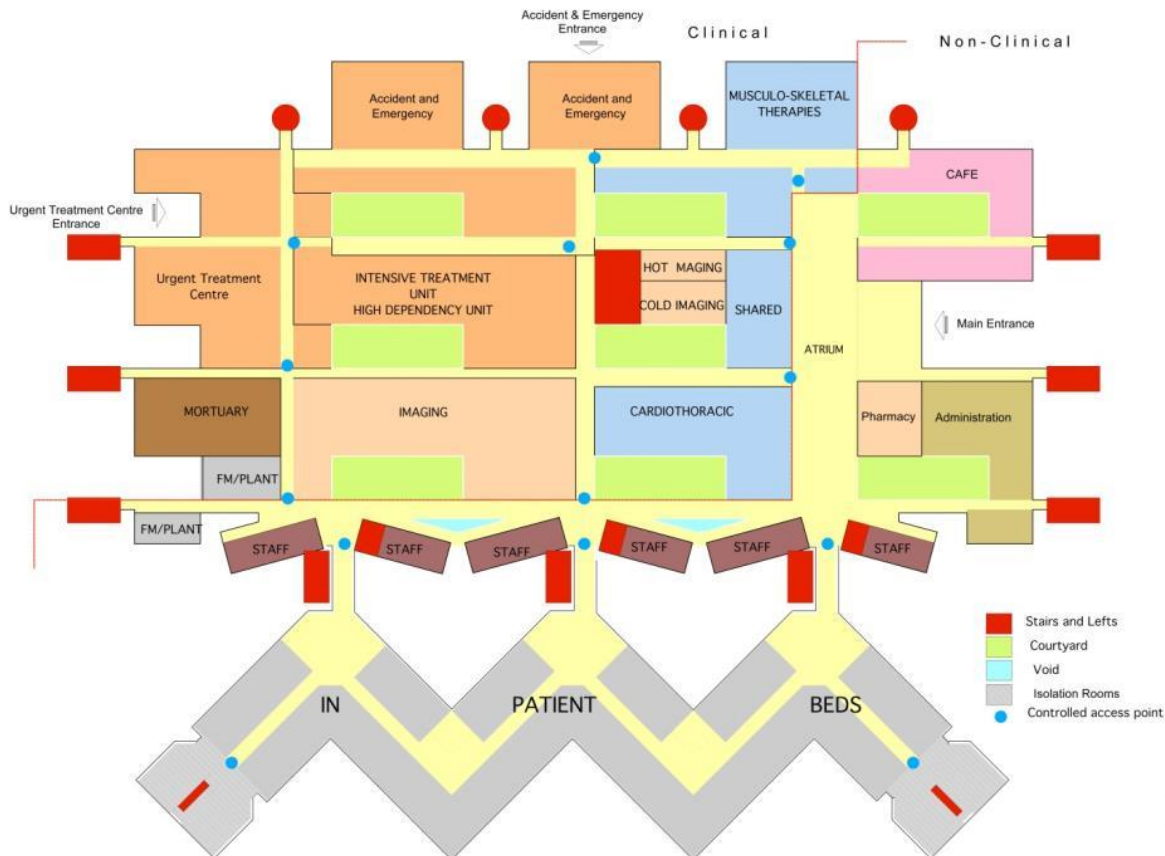 Accident & Emergency
Entrance
Clinical
Non-Clinical
Accident and
Emergency
Accident and
Emergency
MUSCULO-SKELETAL
THERAPIES
CAFE
Urgent Treatment Centre
Entrance
Urgent Treatment
Centre
INTENSIVE TREATMENT
UNIT
HIGH DEPENDENCY UNIT
HOT MAGING
COLD IMAGING
SHARED
ATRIUM
Main Entrance
MORTUARY
IMAGING
CARDIOTHORACIC
Pharmacy
Administration
FM/PLANT
FM/PLANT
STAFF
STAFF
STAFF
STAFF
STAFF
STAFF
IN
PATIENT
BEDS
Stairs and Lefts
Courtyard
Void
Isolation Rooms
Controlled access point